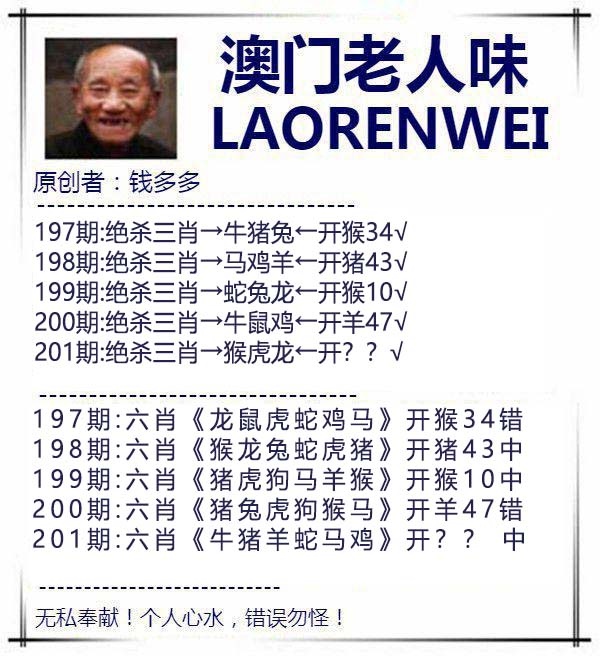 澳门老人味
LAORENWEI
原创者：钱多多
197期:绝杀三肖→牛猪兔←开猴34√
198期:绝杀三肖→马鸡羊←开猪43√
199期:绝杀三肖→蛇兔龙←开猴10√
200期:绝杀三肖→牛鼠鸡←开羊47√
201期:绝杀三肖→猴虎龙←开？？√
197期:六肖《龙鼠虎蛇鸡马》开猴34错
198期:六肖《猴龙兔蛇虎猪》开猪43中
199期:六肖《猪虎狗马羊猴》开猴10中
200期:六肖《猪兔虎狗猴马》开羊47错
201期:六肖《牛猪羊蛇马鸡》开？？ 中
无私奉献！个人心水，错误勿怪！